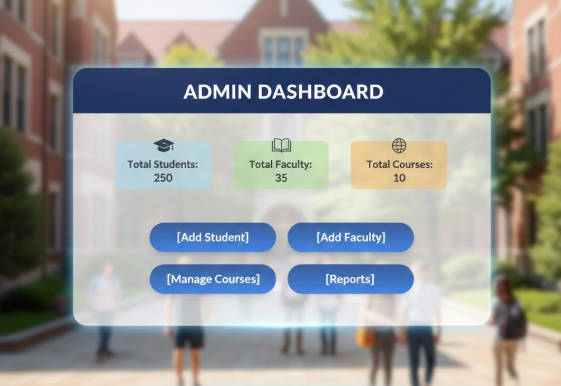 ADMIN DASHBOARD
Total Students:
250
Total Faculty:
35
Total Courses:
10
[Add Student]
[Add Faculty]
[Manage Courses]
[Reports]